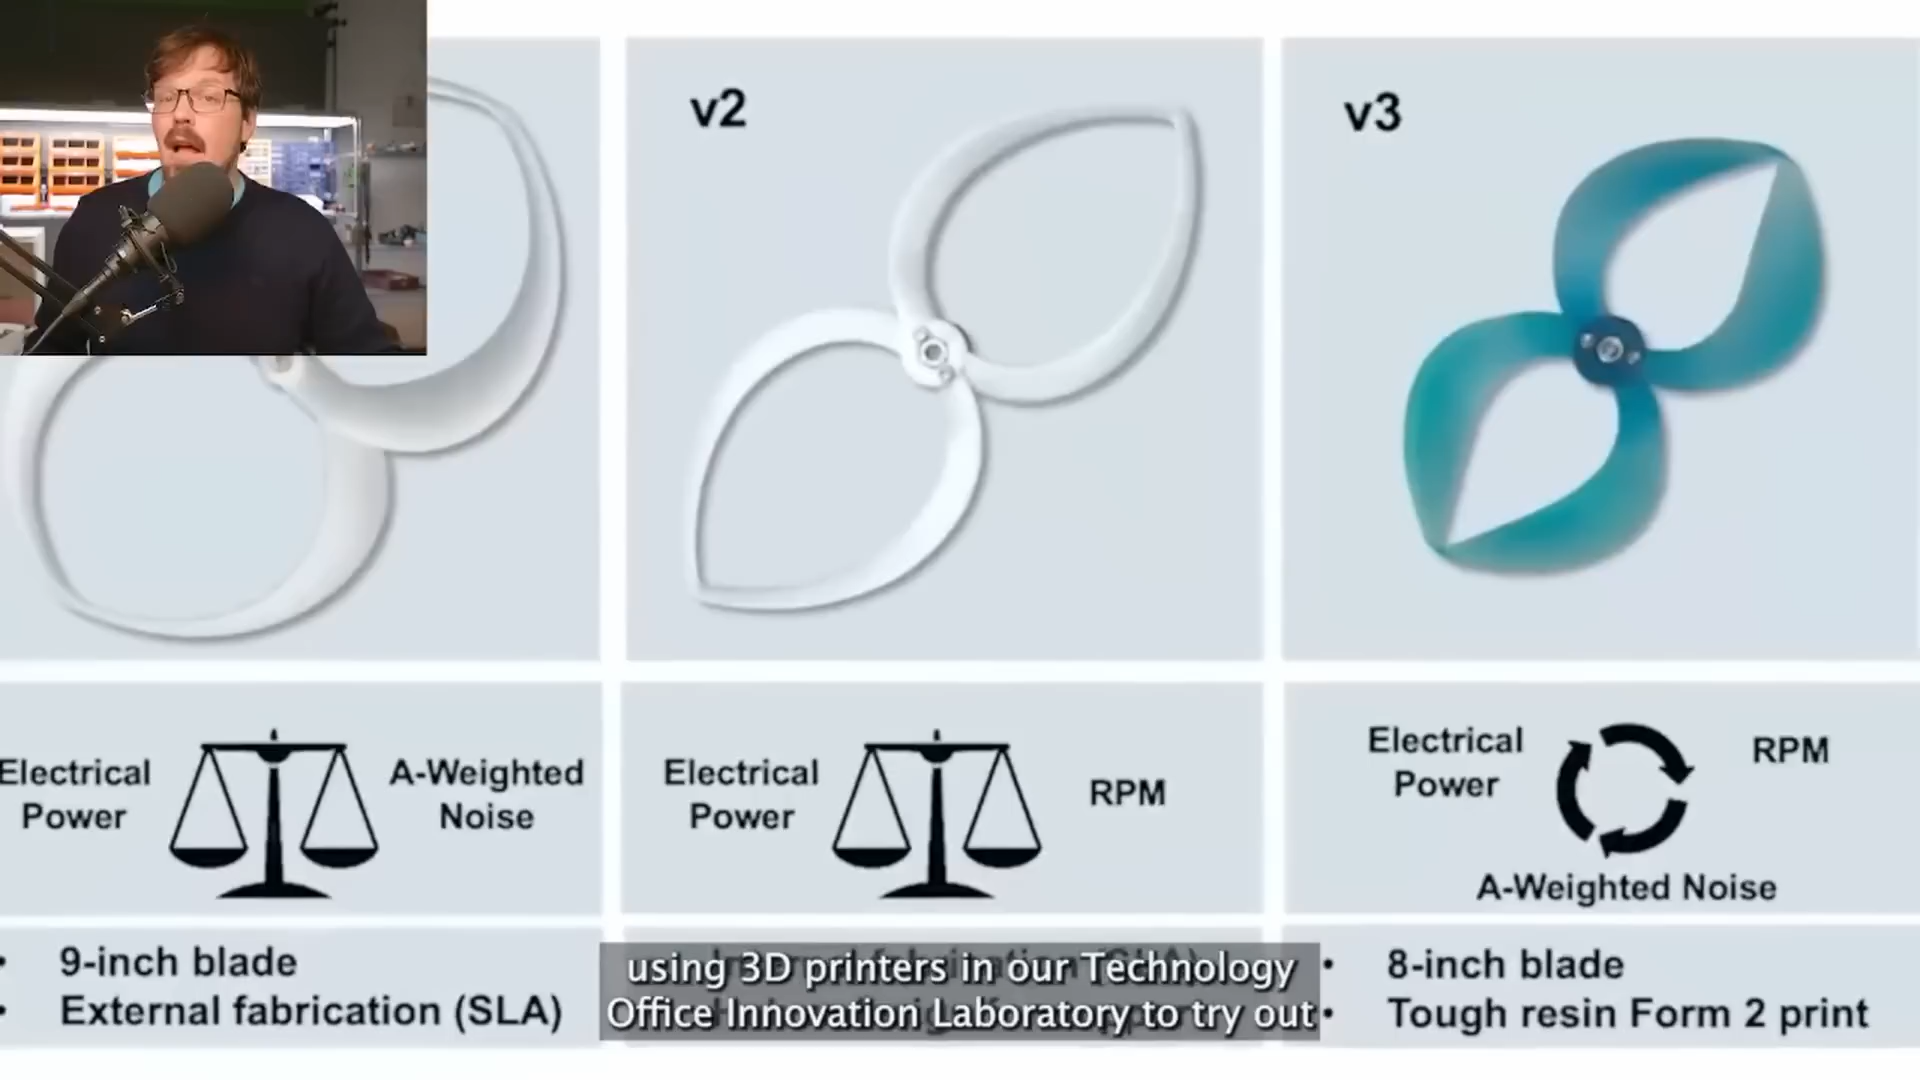 v2
v3
Electrical
Power
A-Weighted
Noise
Electrical
Power
RPM
Electrical
Power
RPM
A-Weighted Noise
• 9-inch blade
• External fabrication (SLA)
using 3D printers in our Technology
Office Innovation Laboratory to try out
• 8-inch blade
• Tough resin Form 2 print